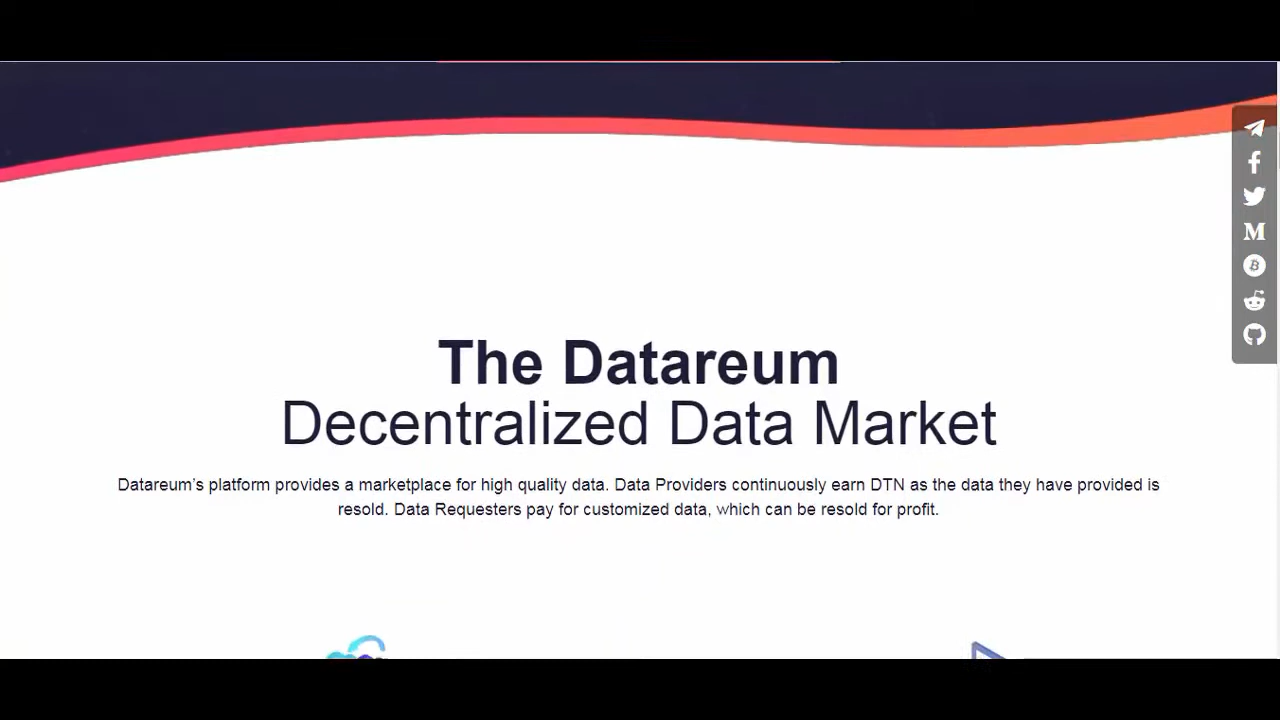 The Datareum
Decentralized Data Market
Datareum's platform provides a marketplace for high quality data. Data Providers continuously earn DTN as the data they have provided is
resold. Data Requesters pay for customized data, which can be resold for profit.